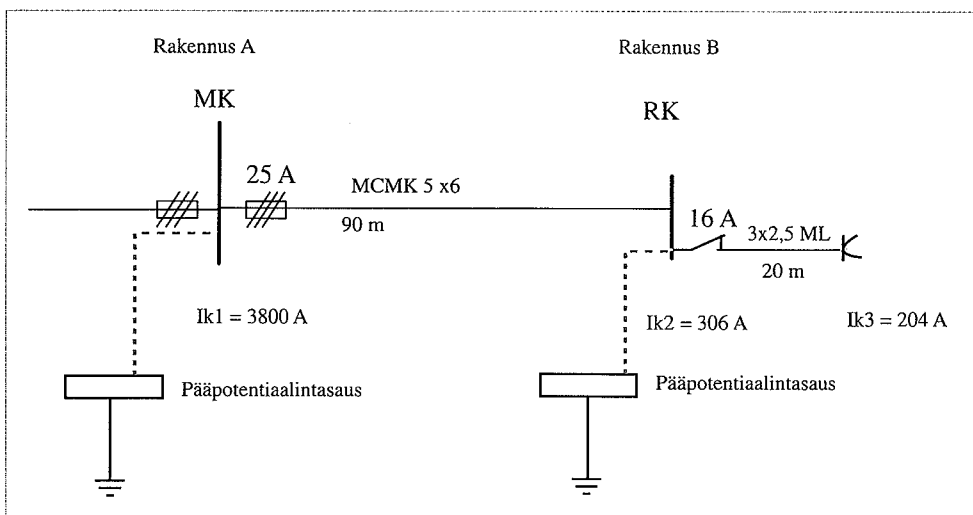 Rakennus A
Rakennus B
MK
RK
25 A
MCMK 5 x6
90 m
16 A
3x2,5 ML
20 m
Ik1 = 3800 A
Ik2 = 306 A
Ik3 = 204 A
Pääpotentiaalintasaus
Pääpotentiaalintasaus